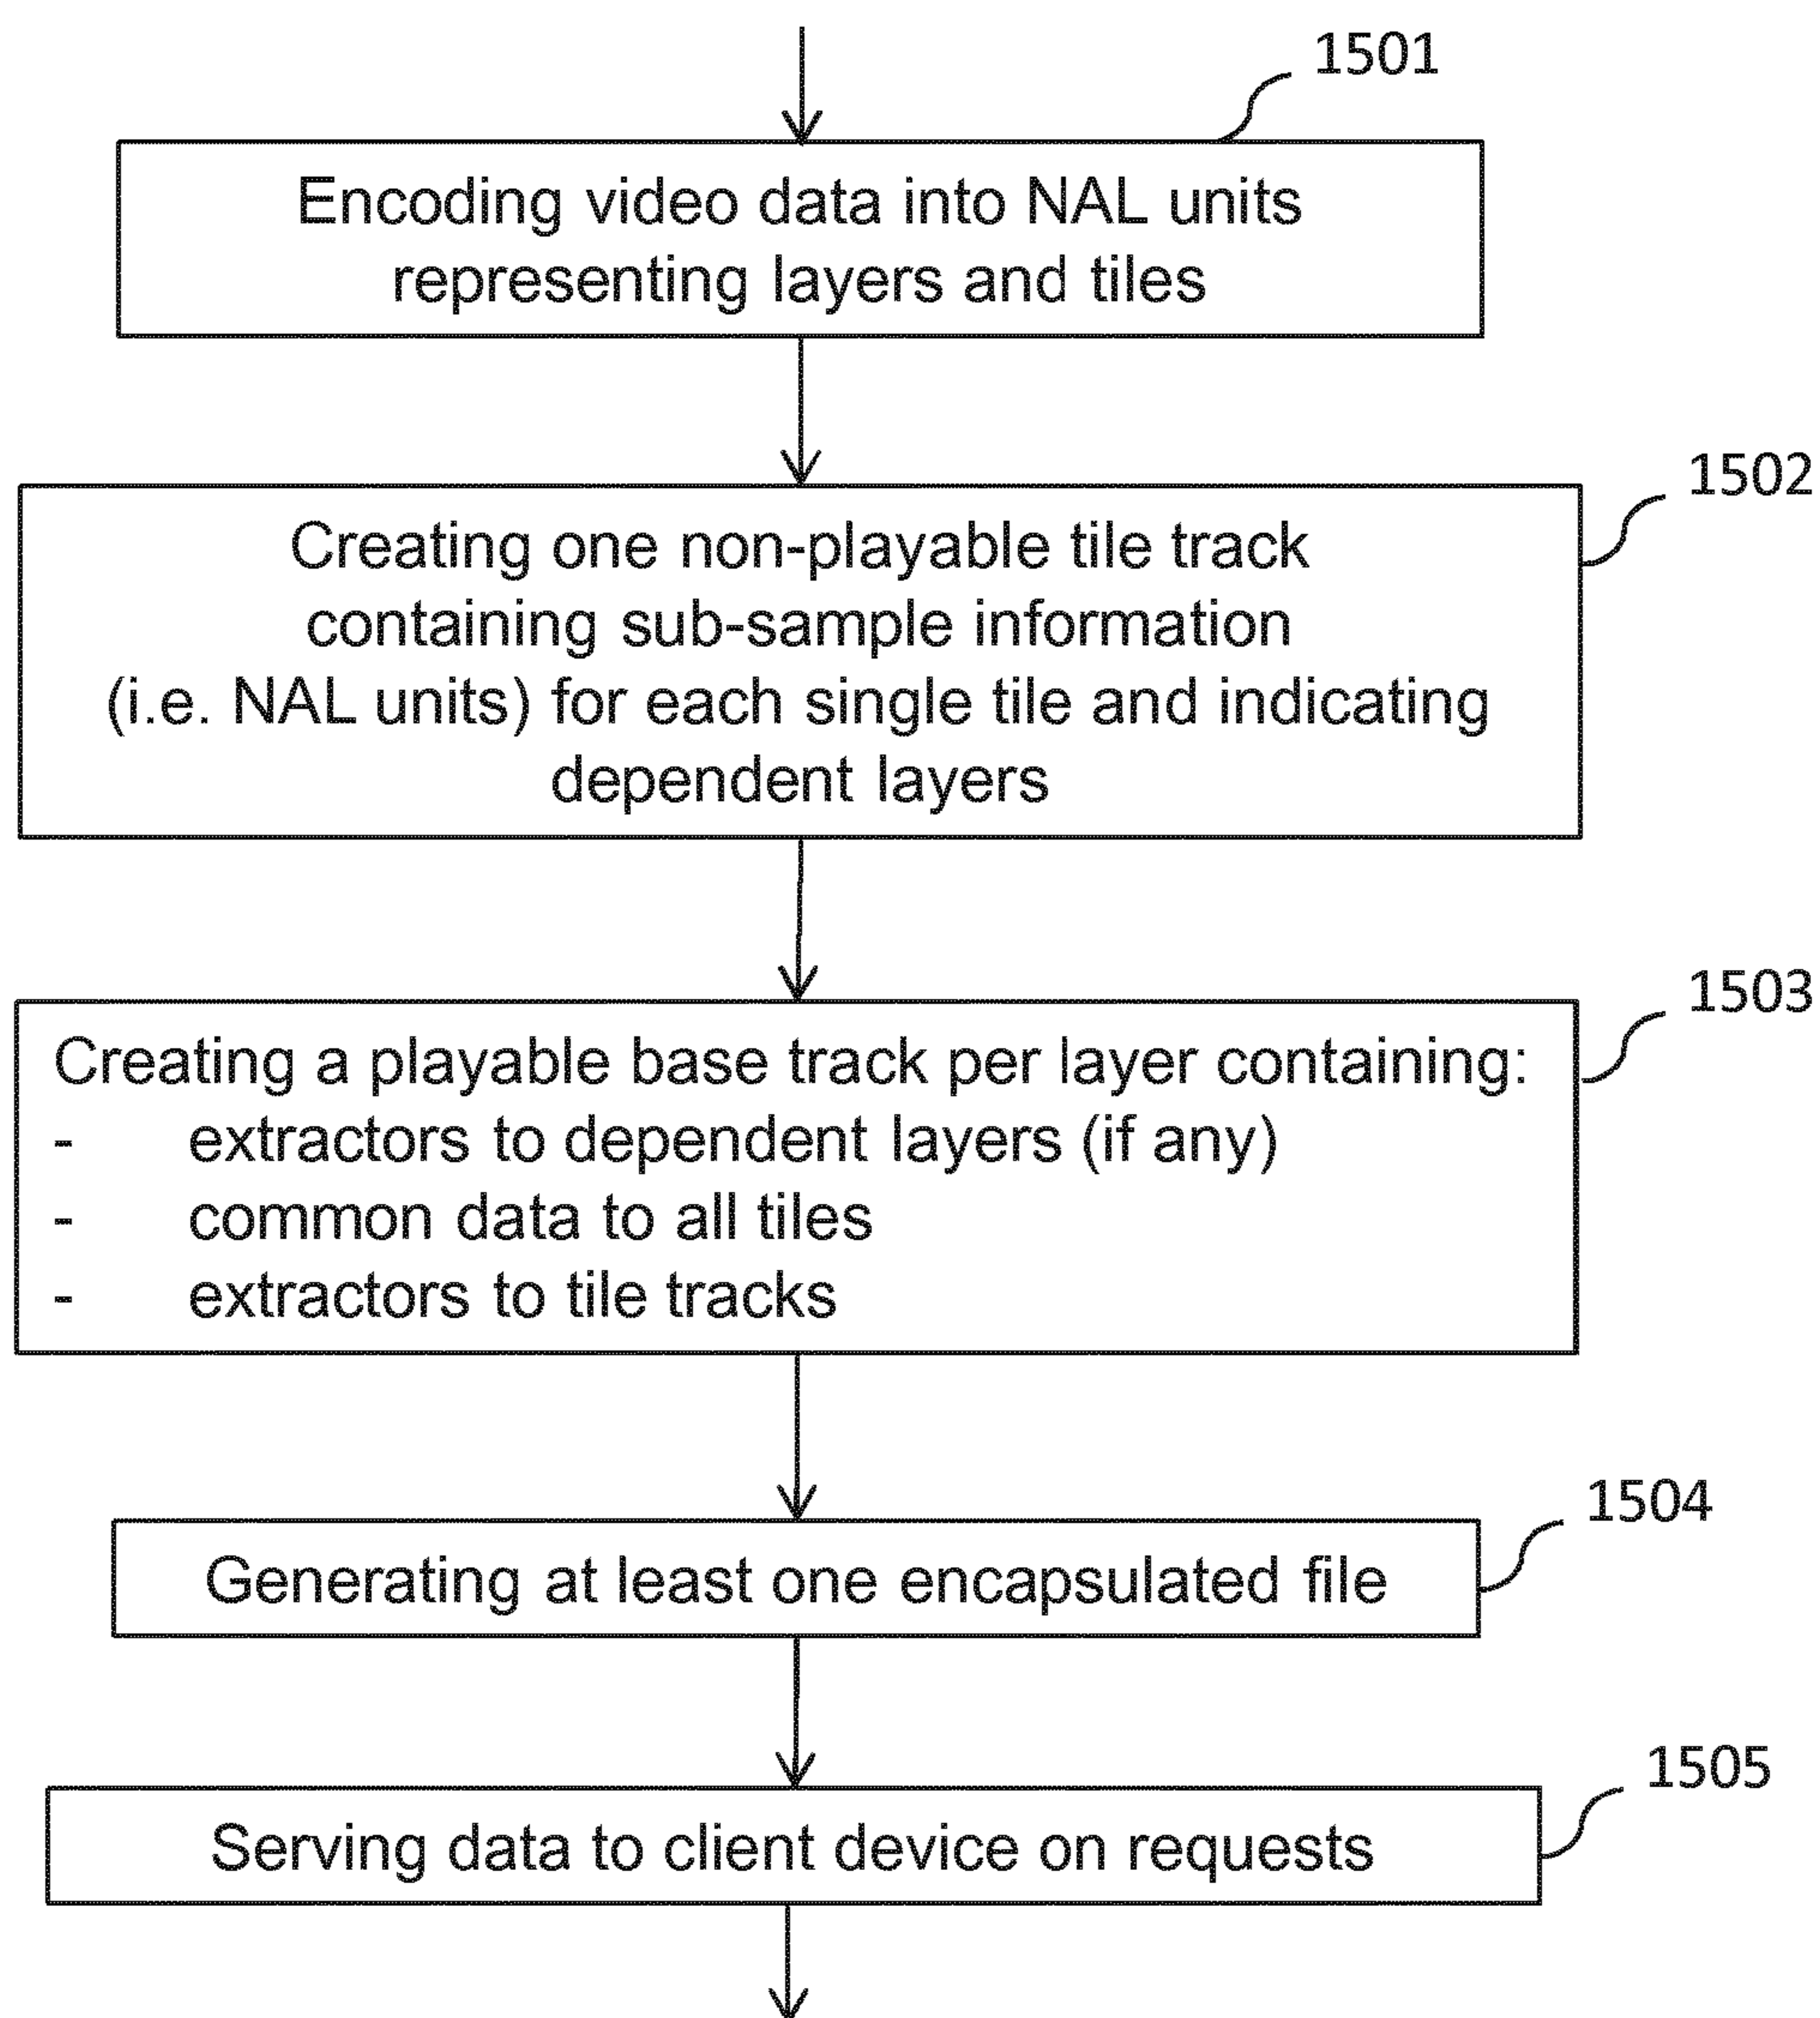 1501
Encoding video data into NAL units
representing layers and tiles
1502
Creating one non-playable tile track
containing sub-sample information
(i.e. NAL units) for each single tile and indicating
dependent layers
1503
Creating a playable base track per layer containing:
- extractors to dependent layers (if any)
- common data to all tiles
- extractors to tile tracks
1504
Generating at least one encapsulated file
1505
Serving data to client device on requests